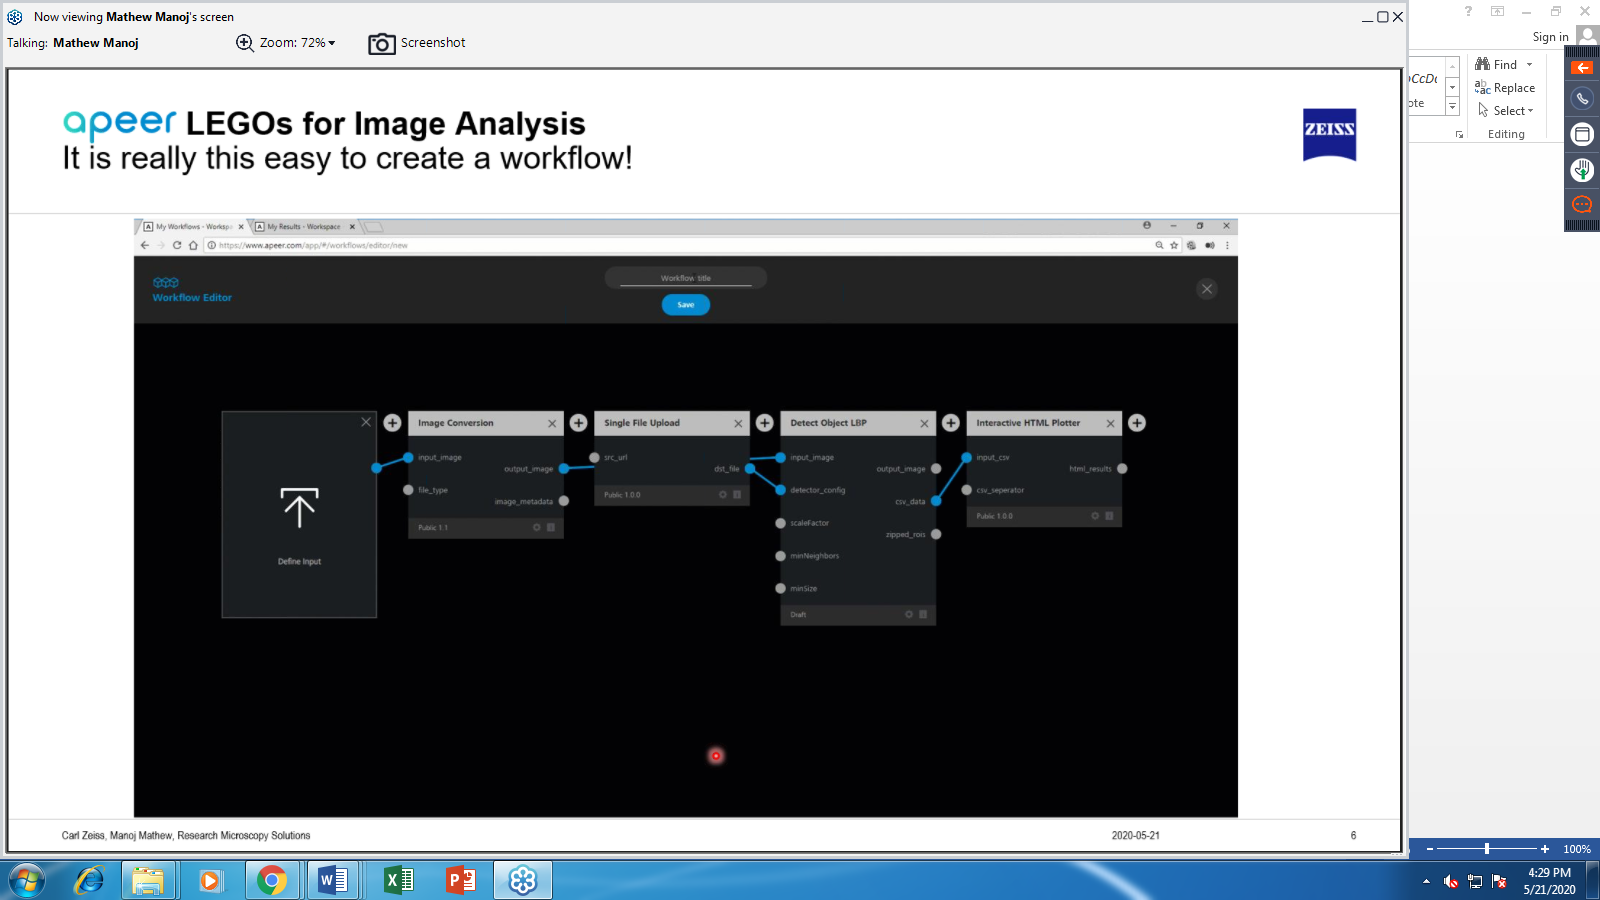 Now viewing Mathew Manoj's screen
Talking: Mathew Manoj
Zoom: 72%
Screenshot
Sign in
Find
Replace
Select
Editing
apeer LEGOs for Image Analysis
It is really this easy to create a workflow!
ZEISS
My Workflows - Workspa
My Results - Workspace
https://www.apeer.com/app/#/workflows/editor/new
Workflow Editor
Workflow title
Save
Define Input
Image Conversion
input_image
output_image
file_type
image_metadata
Public 1.1
Single File Upload
src_url
dst_file
Public 1.0.0
Detect Object LBP
input_image
output_image
detector_config
csv_data
scaleFactor
zipped_rois
minNeighbors
minSize
Draft
Interactive HTML Plotter
input_csv
html_results
csv_seperator
Public 1.0.0
Carl Zeiss, Manoj Mathew, Research Microscopy Solutions
2020-05-21
6
100%
4:29 PM
5/21/2020